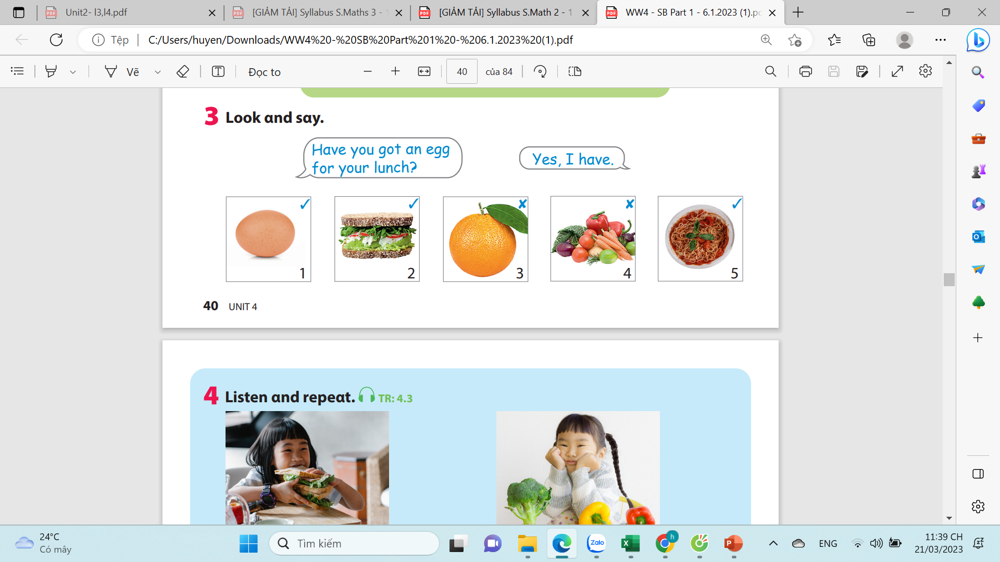 Unit2- l3,l4.pdf
[GIẢM TẢI] Syllabus S.Maths 3 - 1
[GIẢM TẢI] Syllabus S.Math 2 - 1
WW4 - SB Part 1 - 6.1.2023 (1).pd
Tệp
C:/Users/huyen/Downloads/WW4%20-%20SB%20Part%201%20-%206.1.2023%20(1).pdf
Vẽ
Đọc to
40
của 84
3 Look and say.
Have you got an egg
for your lunch?
Yes, I have.
1
2
3
4
5
40 UNIT 4
4 Listen and repeat. TR: 4.3
24°C
Có mây
Tìm kiếm
Zalo
h
ENG
11:39 CH
21/03/2023